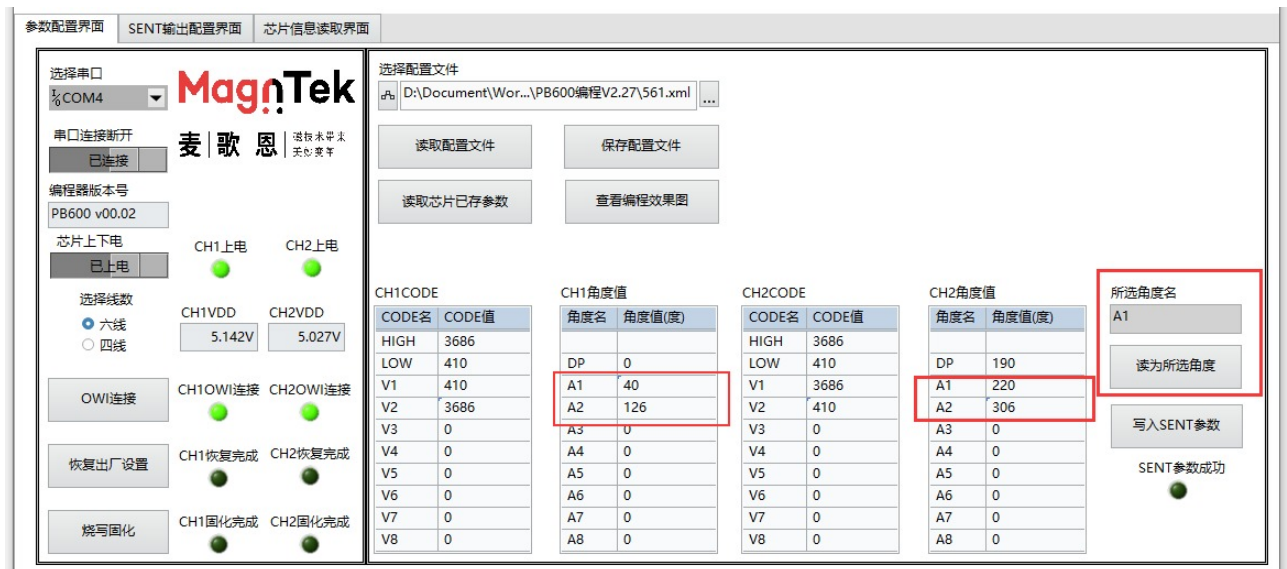 参数配置界面 SENT输出配置界面 芯片信息读取界面
选择串口
COM4
MagnTek
麦|歌 恩|磁技术带来
美妙变革
串口连接断开
已连接
编程器版本号
PB600 v00.02
芯片上下电
已上电
CH1上电 CH2上电
选择线数
六线
四线
CH1VDD CH2VDD
5.142V 5.027V
OWI连接
CH1OWI连接 CH2OWI连接
恢复出厂设置
CH1恢复完成 CH2恢复完成
烧写固化
CH1固化完成 CH2固化完成
选择配置文件
D:\Document\Wor...\PB600编程V2.27\561.xml ...
读取配置文件 保存配置文件
读取芯片已存参数 查看编程效果图
CH1CODE
CODE名 CODE值
HIGH 3686
LOW 410
V1 410
V2 3686
V3 0
V4 0
V5 0
V6 0
V7 0
V8 0
CH1角度值
角度名 角度值(度)
DP 0
A1 40
A2 126
A3 0
A4 0
A5 0
A6 0
A7 0
A8 0
CH2CODE
CODE名 CODE值
HIGH 3686
LOW 410
V1 3686
V2 410
V3 0
V4 0
V5 0
V6 0
V7 0
V8 0
CH2角度值
角度名 角度值(度)
DP 190
A1 220
A2 306
A3 0
A4 0
A5 0
A6 0
A7 0
A8 0
所选角度名
A1
读为所选角度
写入SENT参数
SENT参数成功